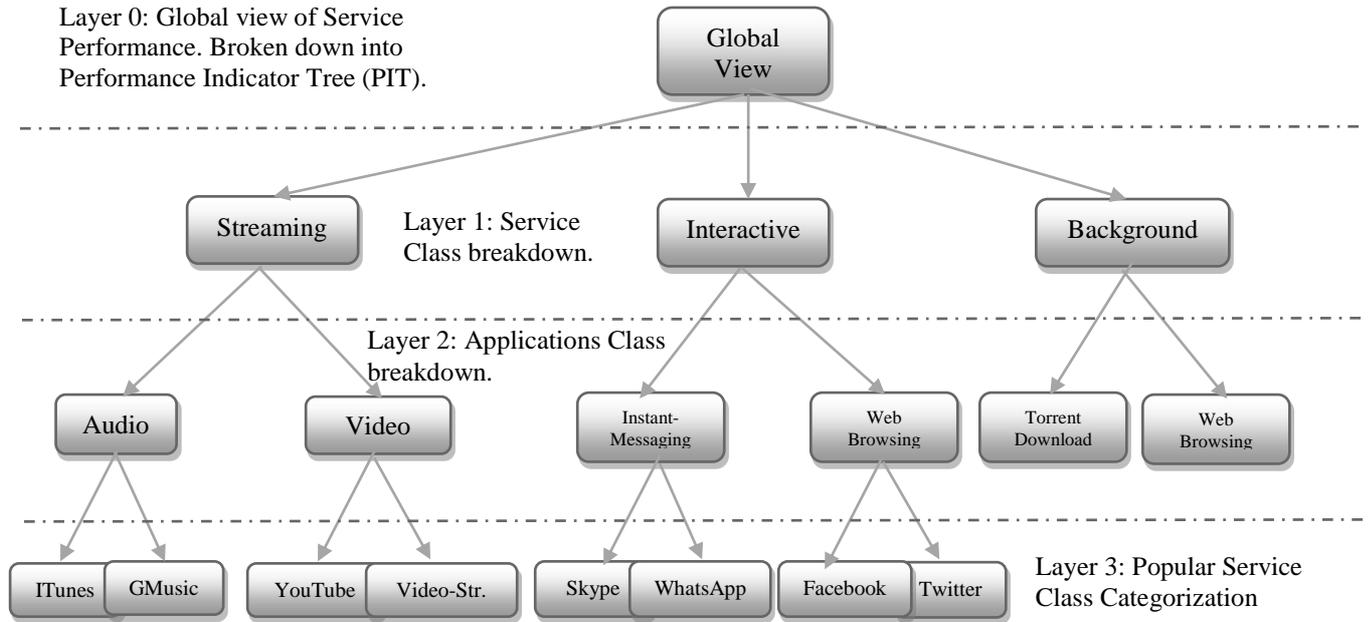 Layer 0: Global view of Service
Performance. Broken down into
Performance Indicator Tree (PIT).
Global
View
Streaming
Layer 1: Service
Class breakdown.
Interactive
Background
Layer 2: Applications Class
breakdown.
Audio
Video
Instant-
Messaging
Web
Browsing
Torrent
Download
Web
Browsing
ITunes
GMusic
YouTube
Video-Str.
Skype
WhatsApp
Facebook
Twitter
Layer 3: Popular Service
Class Categorization